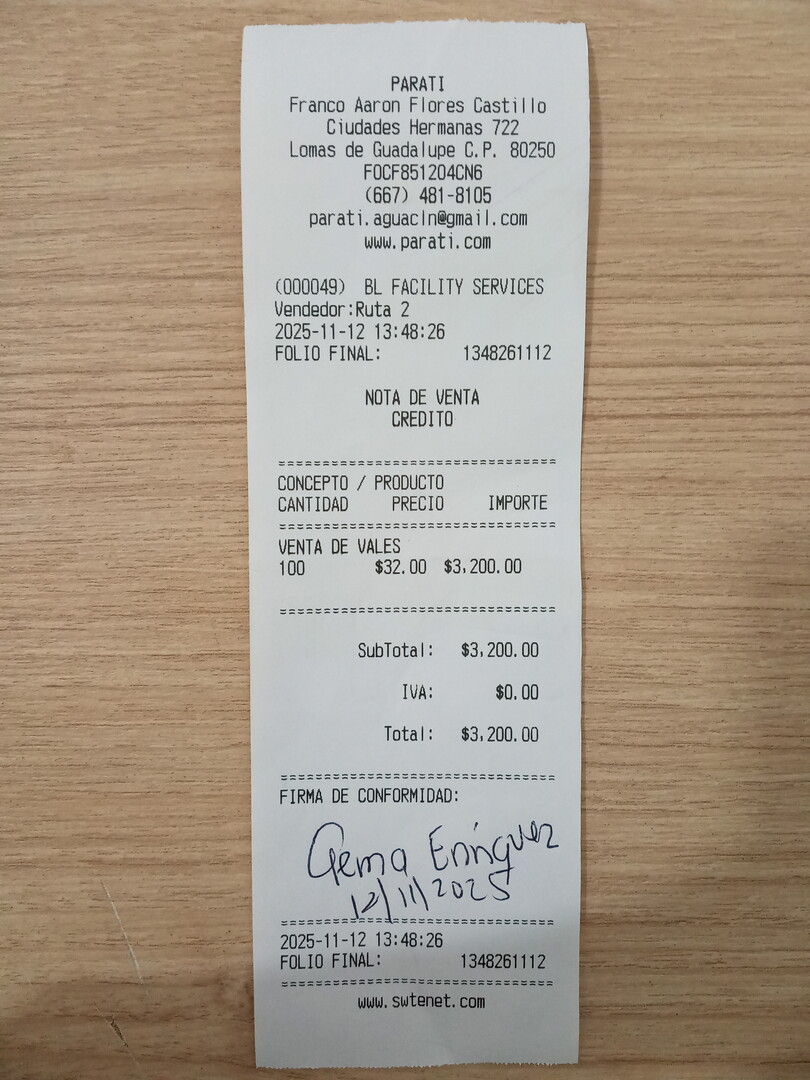 PARATI
Franco Aaron Flores Castillo
Ciudades Hermanas 722
Lomas de Guadalupe C.P. 80250
FOCF851204CN6
(667) 481-8105
parati.aguacln@gmail.com
www.parati.com
(000049) BL FACILITY SERVICES
Vendedor:Ruta 2
2025-11-12 13:48:26
FOLIO FINAL: 1348261112
NOTA DE VENTA
CREDITO
===============================
CONCEPTO / PRODUCTO
CANTIDAD PRECIO IMPORTE
===============================
VENTA DE VALES
100 $32.00 $3,200.00
===============================
SubTotal: $3,200.00
IVA: $0.00
Total: $3,200.00
===============================
FIRMA DE CONFORMIDAD:
Gema Enríquez
12/11/2025
===============================
2025-11-12 13:48:26
FOLIO FINAL: 1348261112
===============================
www.swtenet.com